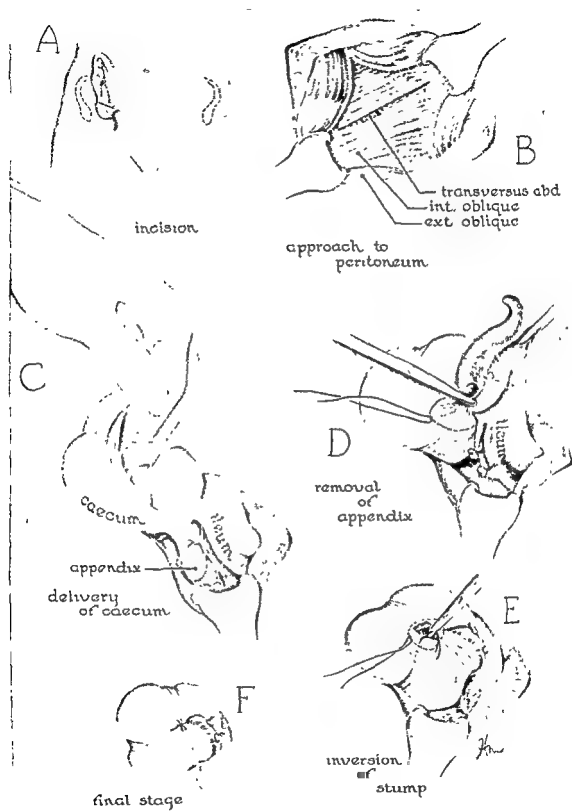 A
incision
B
transversus abd
int. oblique
ext. oblique
approach to
peritoneum
C
caecum
ileum
appendix
delivery
of caecum
D
ileum
removal
of
appendix
E
inversion
of
stump
F
final stage